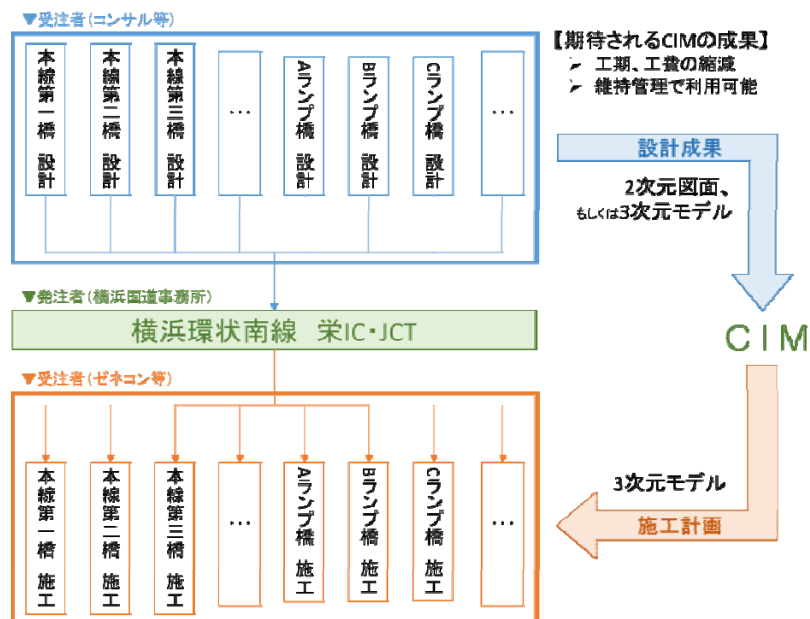 ▼受注者(コンサル等)
本線第一橋 設計
本線第二橋 設計
本線第三橋 設計
…
Aランプ橋 設計
Bランプ橋 設計
Cランプ橋 設計
…
【期待されるCIMの成果】
➢ 工期、工費の縮減
➢ 維持管理で利用可能
設計成果
2次元図面、
もしくは3次元モデル
▼発注者(横浜国道事務所)
横浜環状南線 栄IC・JCT
CIM
▼受注者(ゼネコン等)
本線第一橋 施工
本線第二橋 施工
本線第三橋 施工
…
Aランプ橋 施工
Bランプ橋 施工
Cランプ橋 施工
…
3次元モデル
施工計画